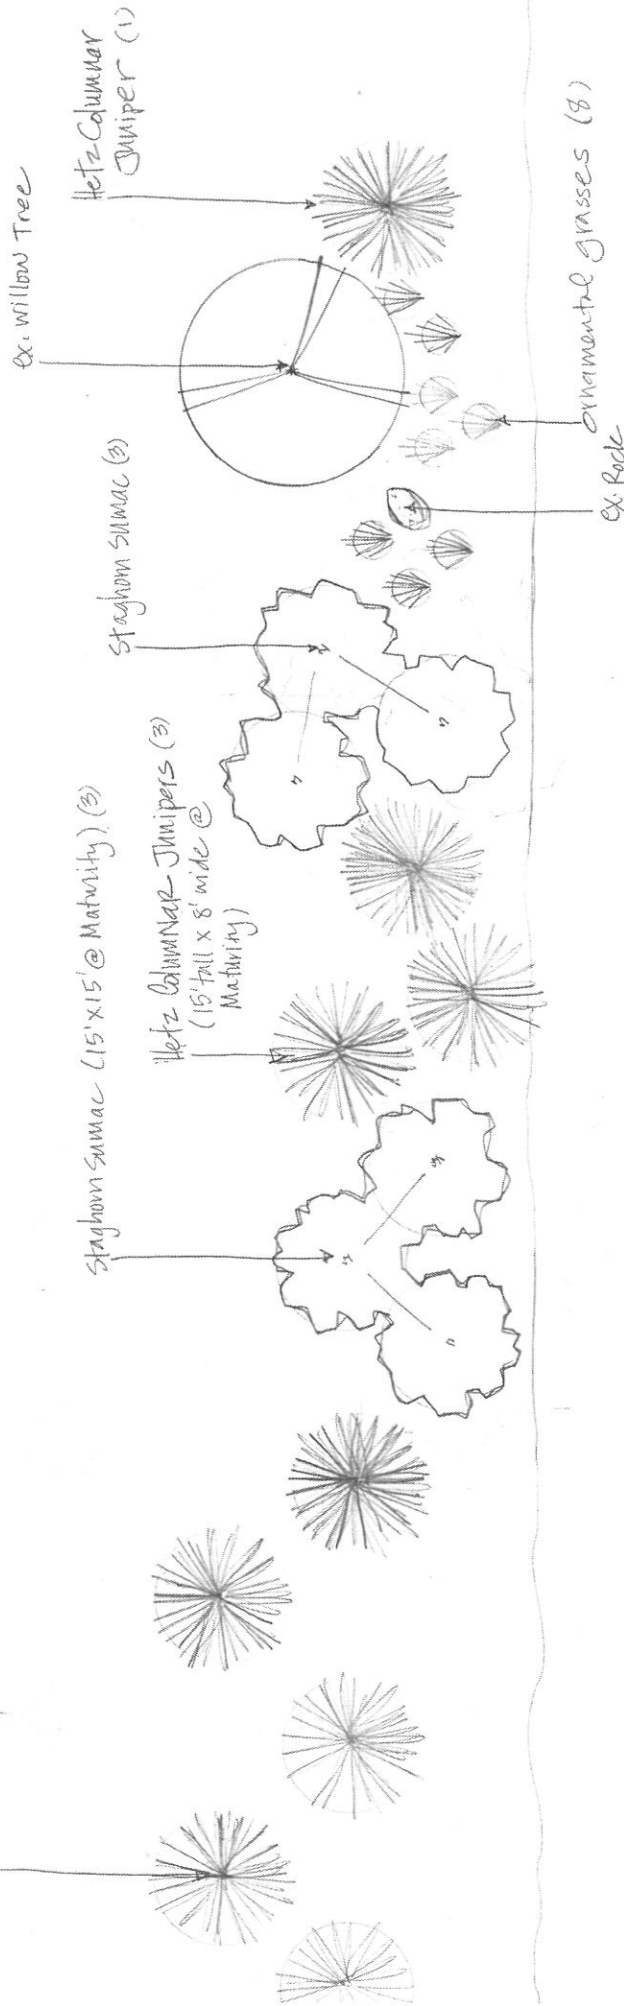 Staghorn Sumac (15'x15' @ Maturity) (3)
Hetz Columnar Junipers (3)
(15' tall x 8' wide @
Maturity)
Staghorn Sumac (3)
ex. Willow Tree
Hetz Columnar
Juniper (1)
ex. Rock
ornamental grasses (8)